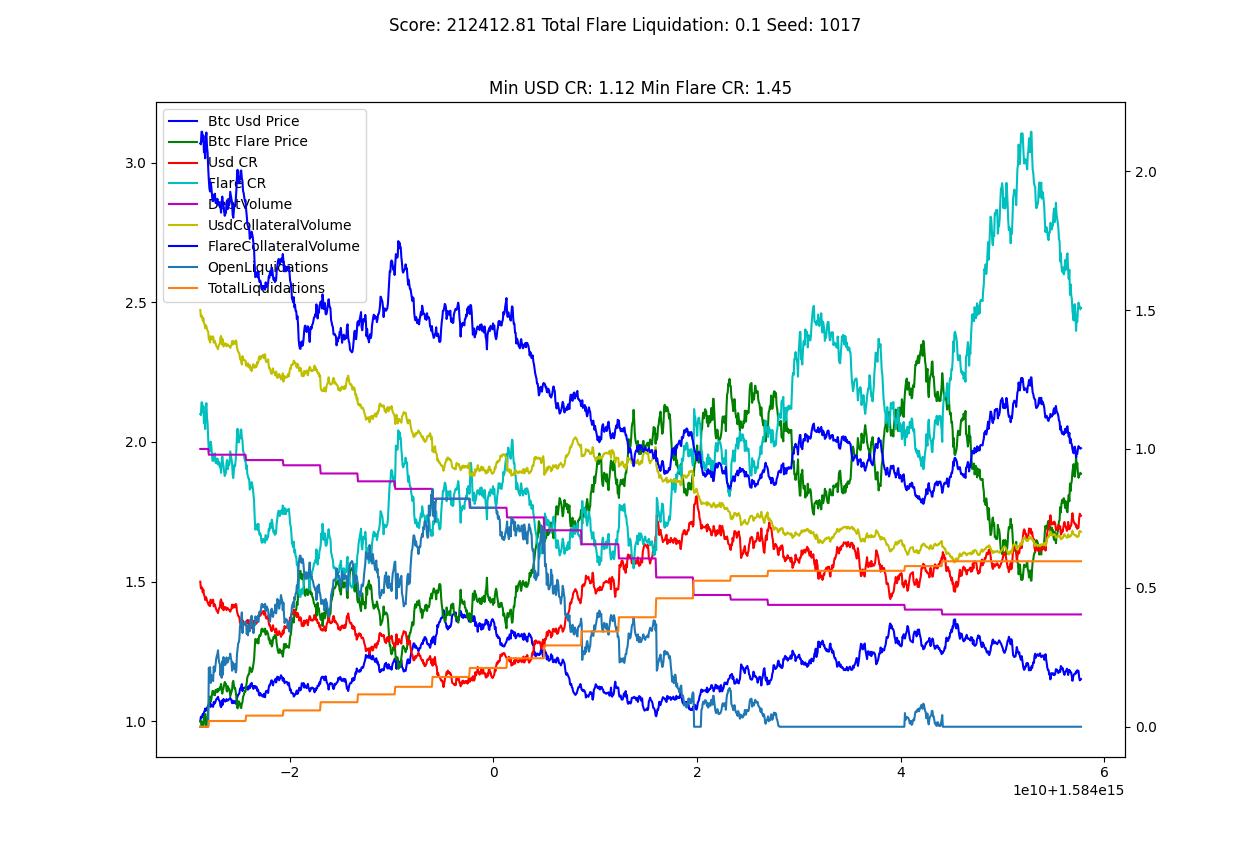 Score: 212412.81 Total Flare Liquidation: 0.1 Seed: 1017
Min USD CR: 1.12 Min Flare CR: 1.45
Btc Usd Price
Btc Flare Price
Usd CR
Flare CR
DebtVolume
UsdCollateralVolume
FlareCollateralVolume
OpenLiquidations
TotalLiquidations
3.0
2.5
2.0
1.5
1.0
2.0
1.5
1.0
0.5
0.0
−2
0
2
4
6
1e10+1.584e15